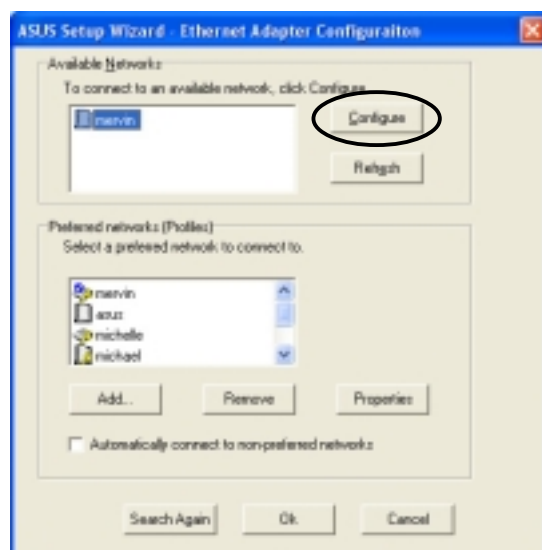 ASUS Setup Wizard - Ethernet Adapter Configuraiton
Available Networks
To connect to an available network, click Configure
mervin
Configure
Refresh
Preferred networks (Profiles)
Select a preferred network to connect to.
mervin
asus
michelle
michael
Add...
Remove
Properties
Automatically connect to non-preferred networks
Search Again
Ok
Cancel